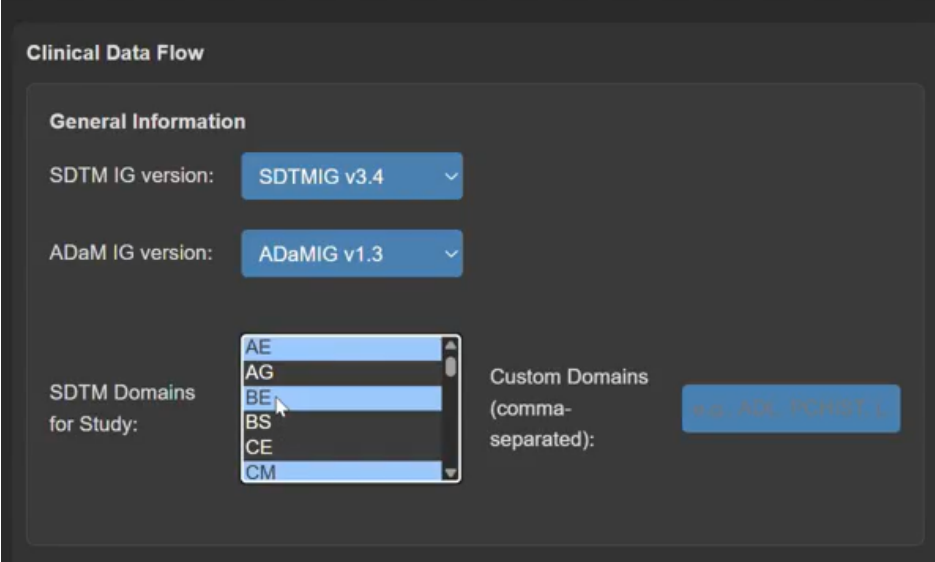 Clinical Data Flow
General Information
SDTM IG version:
SDTMIG v3.4
ADaM IG version:
ADaMIG v1.3
SDTM Domains
for Study:
AE
AG
BE
BS
CE
CM
Custom Domains
(comma-
separated):
e.g.